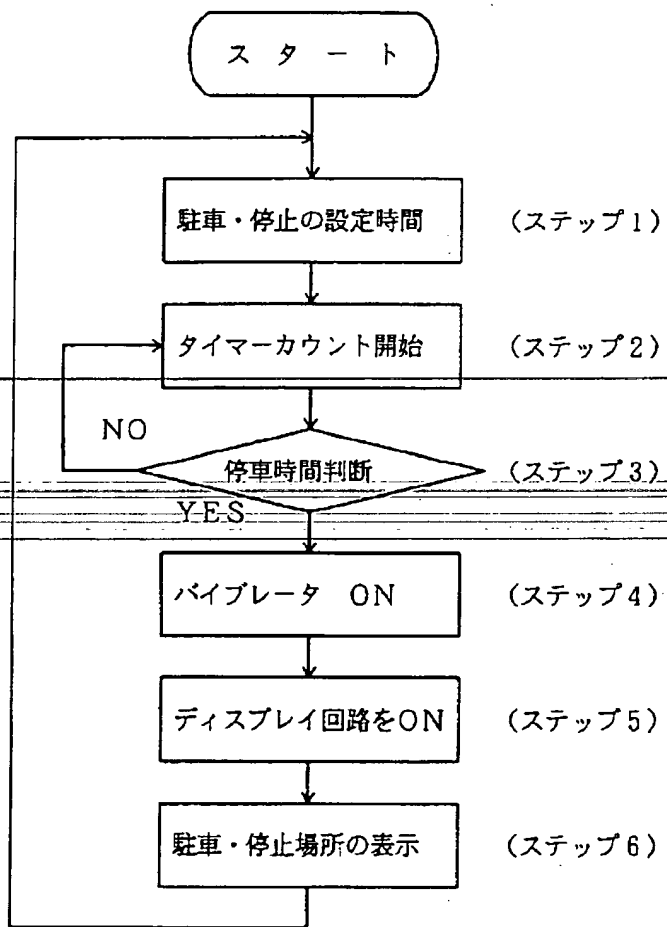 スタート
駐車・停止の設定時間 (ステップ1)
タイマーカウント開始 (ステップ2)
NO
停車時間判断 (ステップ3)
YES
バイブレータ ON (ステップ4)
ディスプレイ回路をON (ステップ5)
駐車・停止場所の表示 (ステップ6)